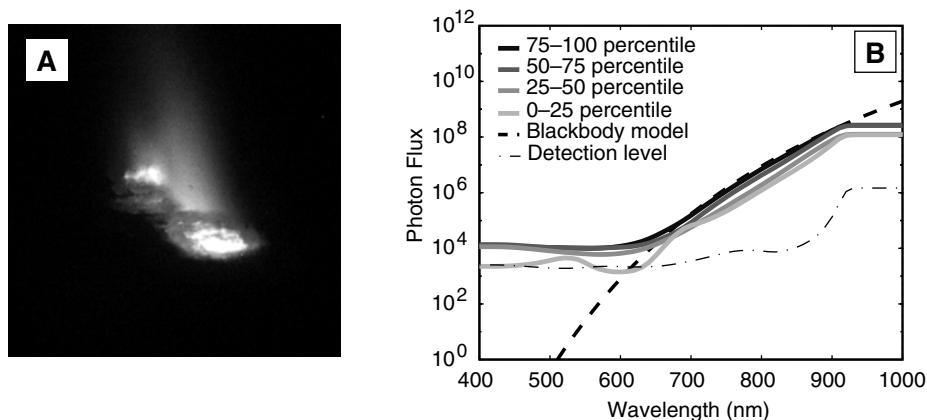 A
B
10^12
10^10
10^8
10^6
10^4
10^2
10^0
Photon Flux
75–100 percentile
50–75 percentile
25–50 percentile
0–25 percentile
Blackbody model
Detection level
400 500 600 700 800 900 1000
Wavelength (nm)